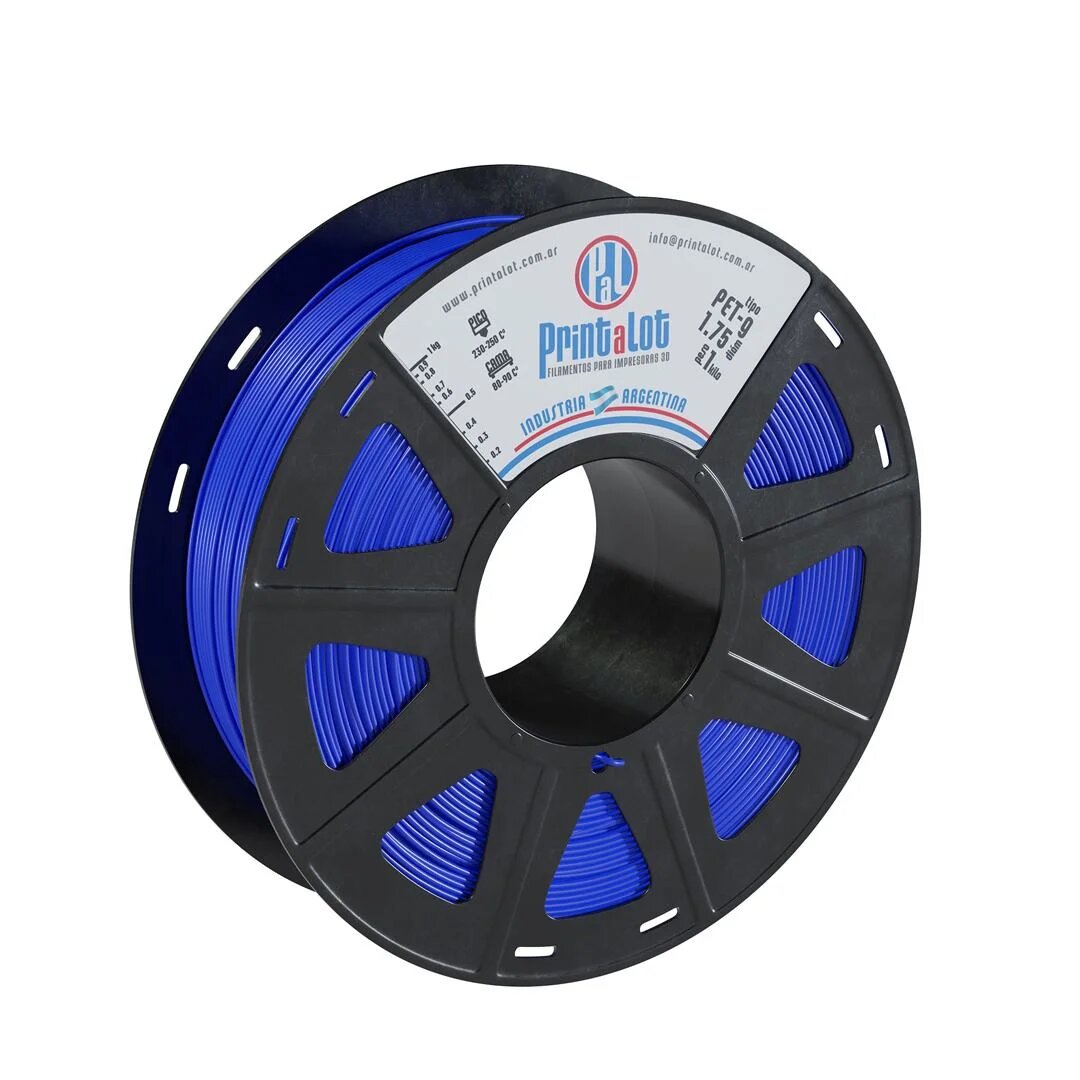 www.printalot.com.ar
info@printalot.com.ar
PaL
PrintaLot
FILAMENTOS PARA IMPRESORAS 3D
INDUSTRIA ARGENTINA
PICO
230-250 C°
CAMA
80-90 C°
tipo
PET-g
1.75
diám
peso
1
kilo
1 kg
0.9
0.8
0.7
0.6
0.5
0.4
0.3
0.2